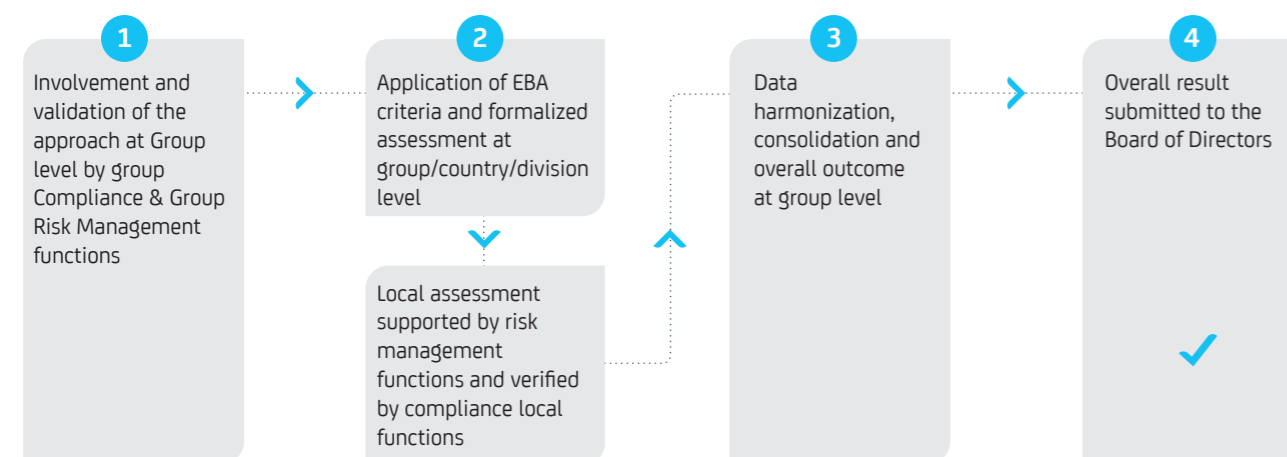 1
Involvement and
validation of the
approach at Group
level by group
Compliance & Group
Risk Management
functions
2
Application of EBA
criteria and formalized
assessment at
group/country/division
level
Local assessment
supported by risk
management
functions and verified
by compliance local
functions
3
Data
harmonization,
consolidation and
overall outcome
at group level
4
Overall result
submitted to the
Board of Directors